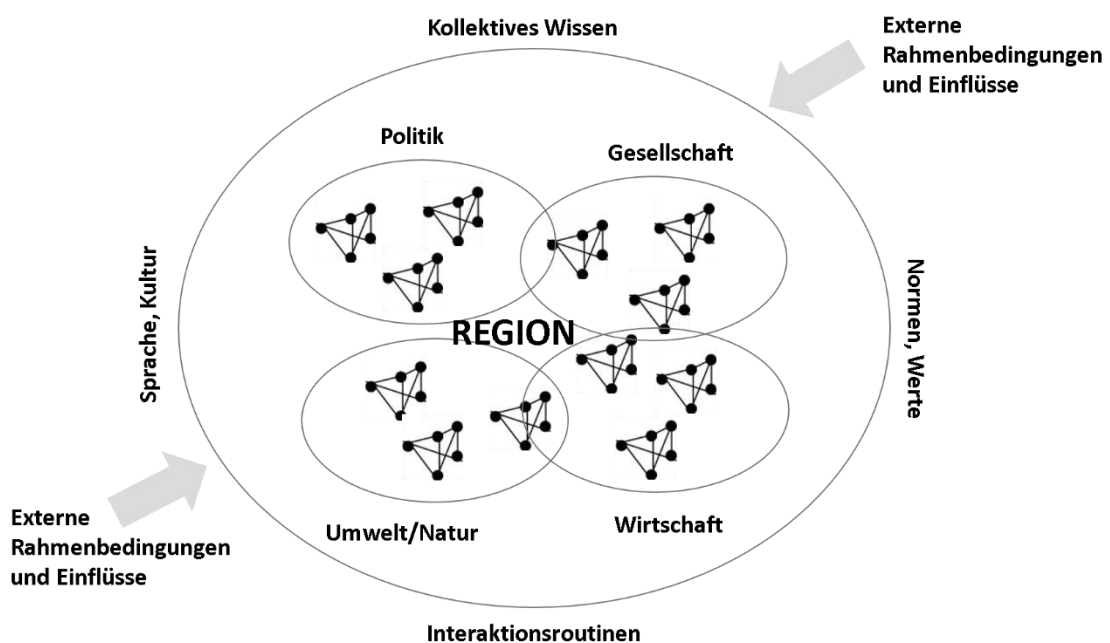 Kollektives Wissen
Externe
Rahmenbedingungen
und Einflüsse
Politik
Gesellschaft
Sprache, Kultur
REGION
Normen, Werte
Umwelt/Natur
Wirtschaft
Externe
Rahmenbedingungen
und Einflüsse
Interaktionsroutinen